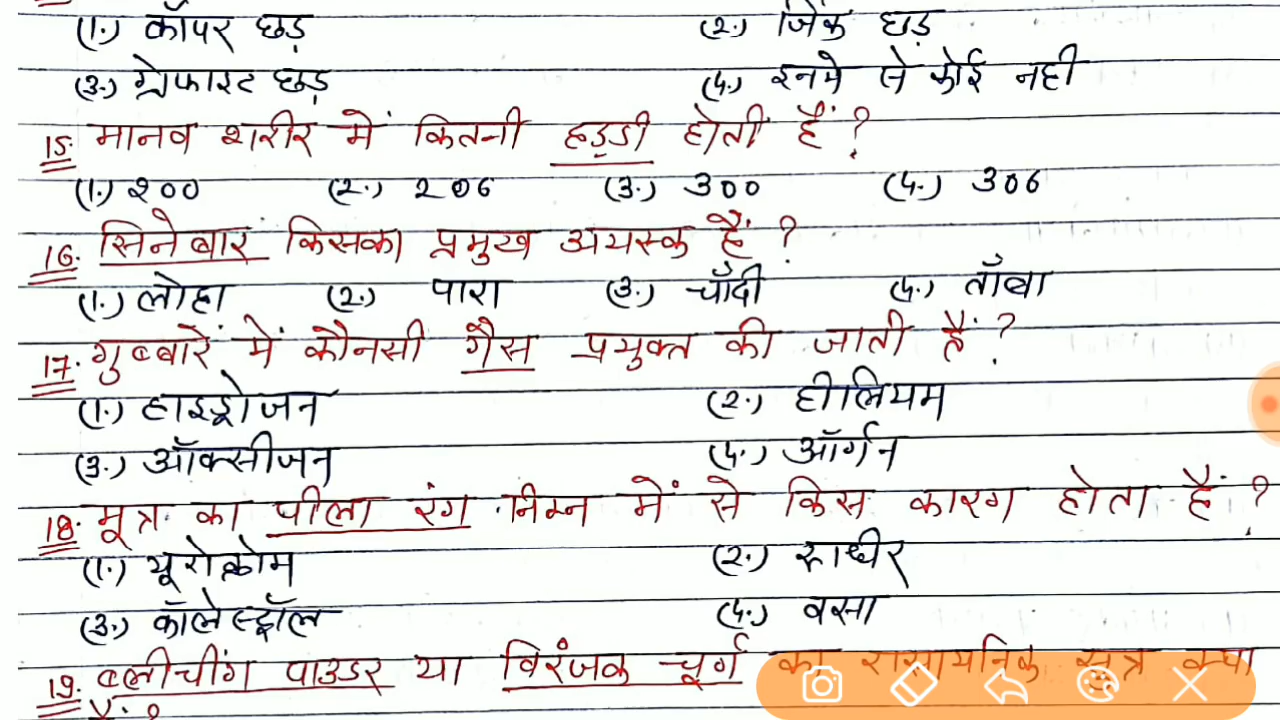 (1.) कॉपर छड़ (2.) जिंक छड़
(3.) ग्रेफाइट छड़ (4.) इनमे से कोई नही
15. मानव शरीर में कितनी हड्डी होती हैं ?
(1.) 200 (2.) 206 (3.) 300 (4.) 306
16. सिनेबार किसका प्रमुख अयस्क हैं ?
(1.) लोहा (2.) पारा (3.) चाँदी (4.) ताँबा
17. गुब्बारें में कौनसी गैस प्रयुक्त की जाती हैं ?
(1.) हाइड्रोजन (2.) हीलियम
(3.) ऑक्सीजन (4.) ऑर्गन
18. मूत्र का पीला रंग निम्न में से किस कारण होता हैं ?
(1.) यूरोक्रोम (2.) रूधीर
(3.) कॉलेस्ट्रॉल (4.) वसा
19. ब्लीचींग पाउडर या विरंजक चूर्ण का रासायनिक सूत्र क्या